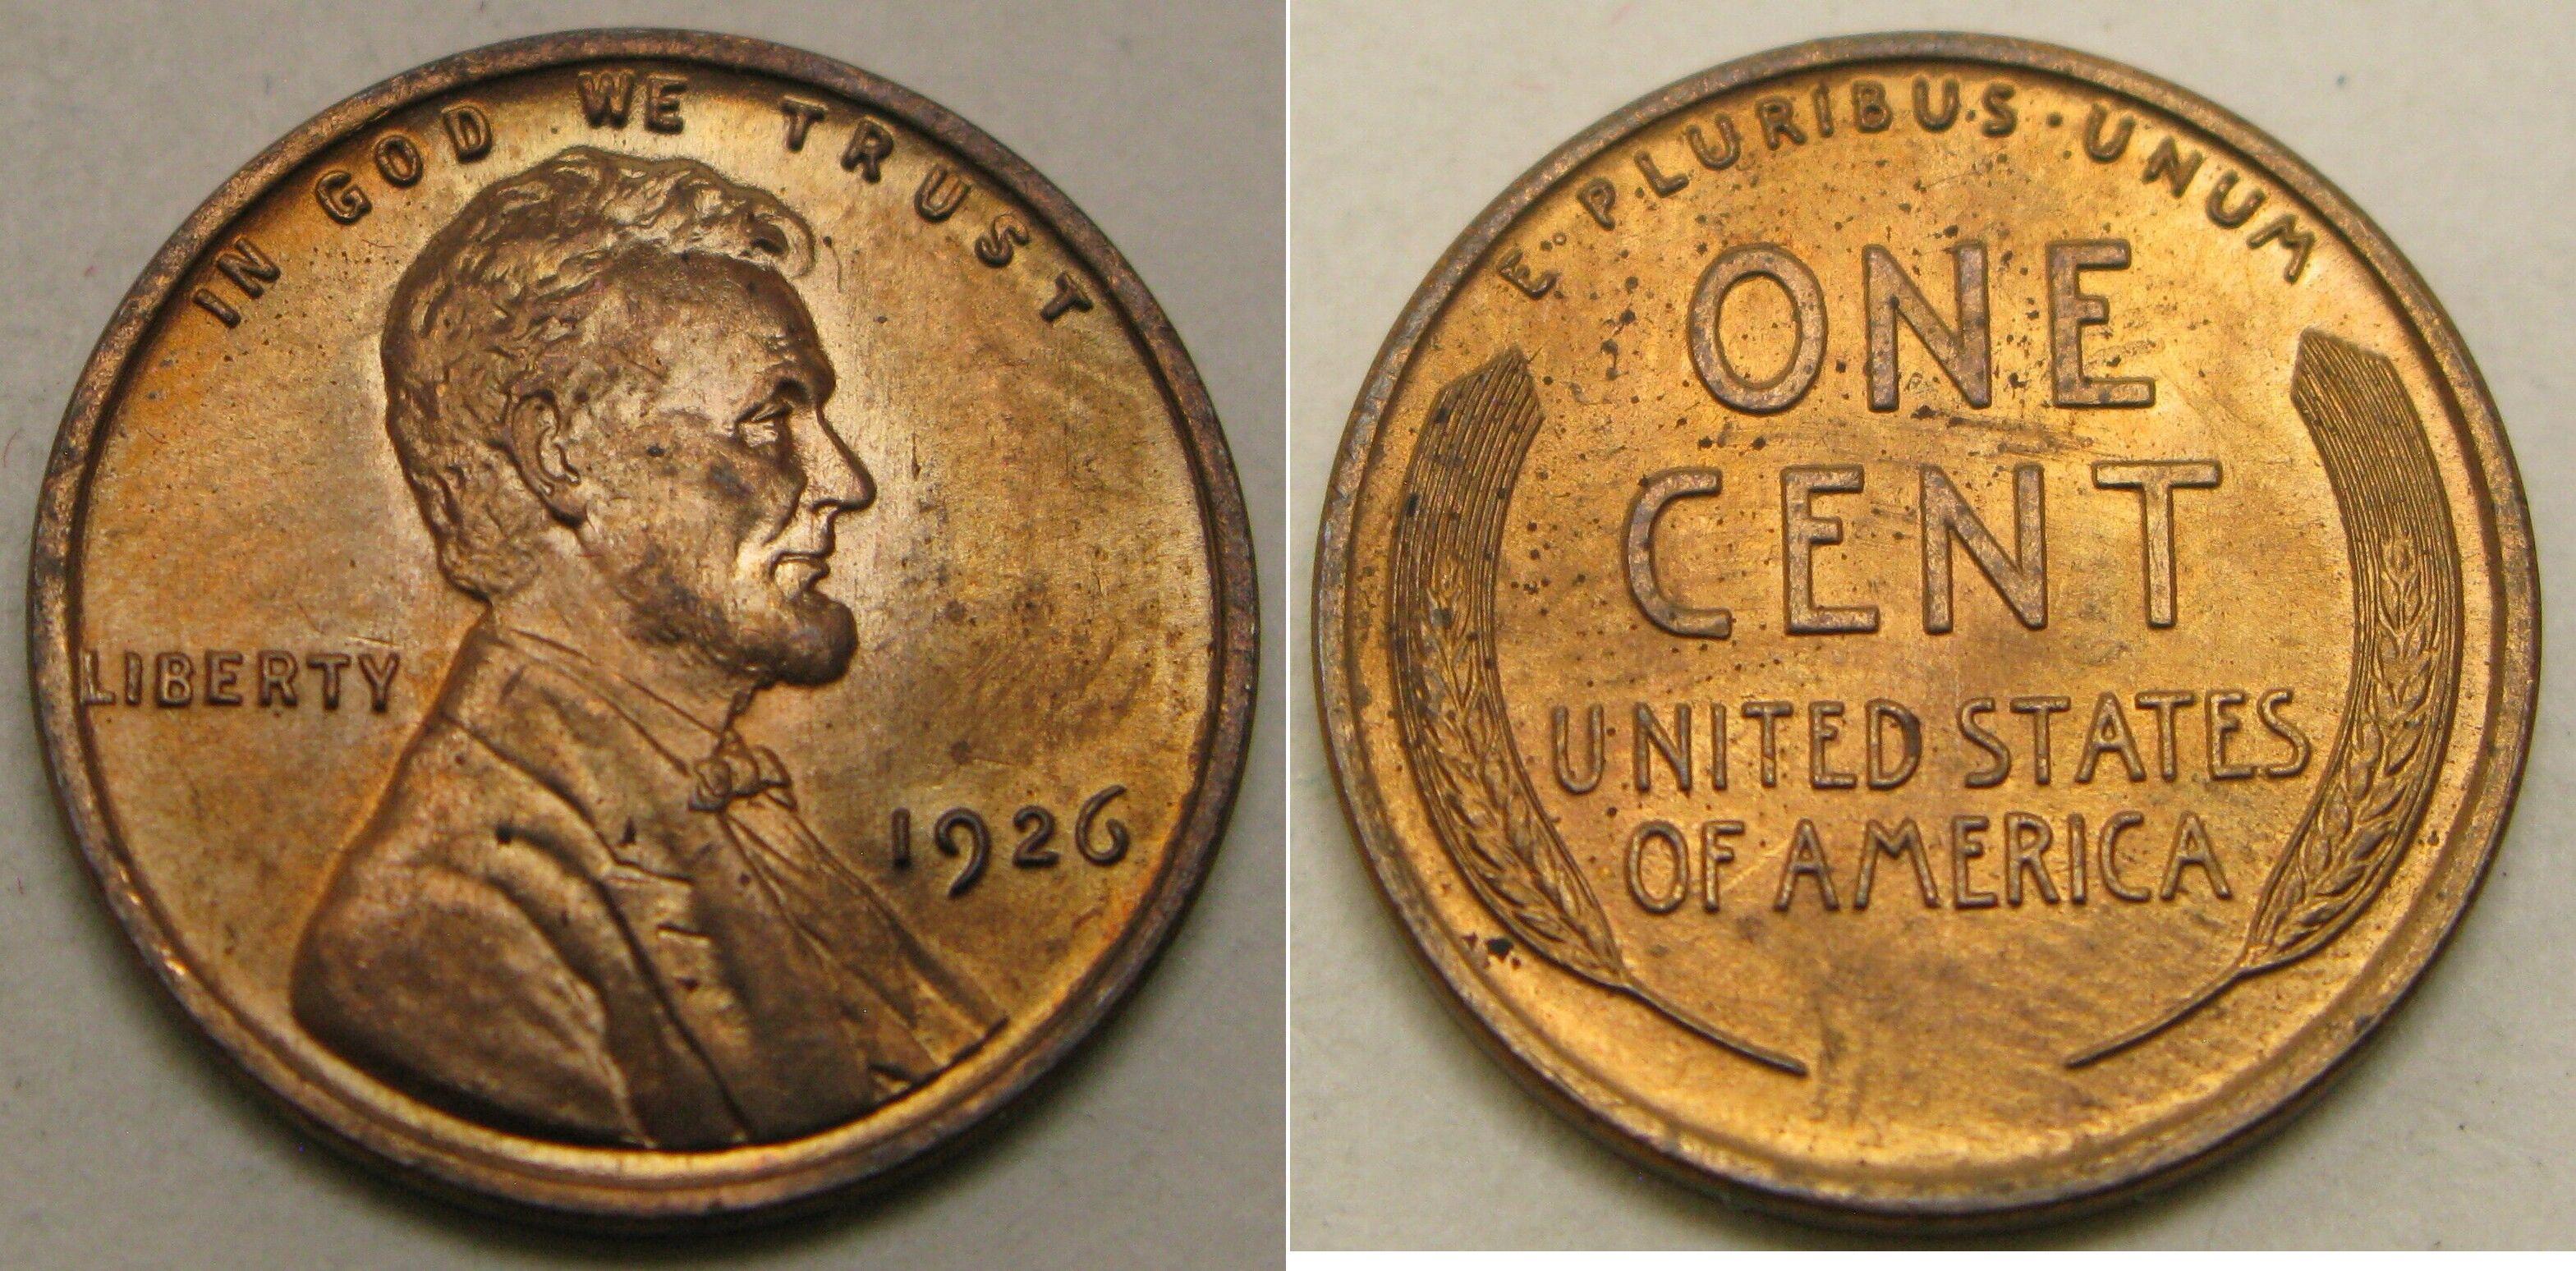 IN GOD WE TRUST
LIBERTY
1926
E·PLURIBUS·UNUM
ONE
CENT
UNITED STATES
OF AMERICA